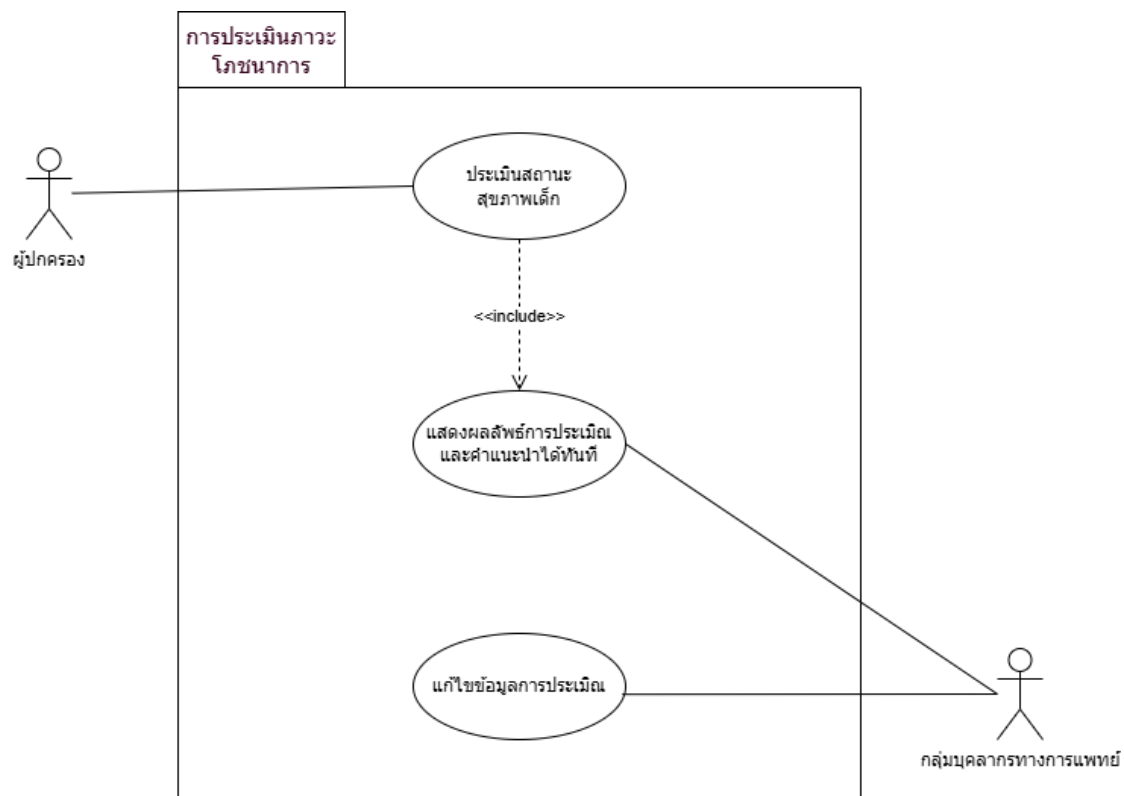 การประเมินภาวะ
โภชนาการ
ประเมินสถานะ
สุขภาพเด็ก
ผู้ปกครอง
<<include>>
แสดงผลลัพธ์การประเมิณ
และคำแนะนำได้ทันที
แก้ไขข้อมูลการประเมิณ
กลุ่มบุคลากรทางการแพทย์